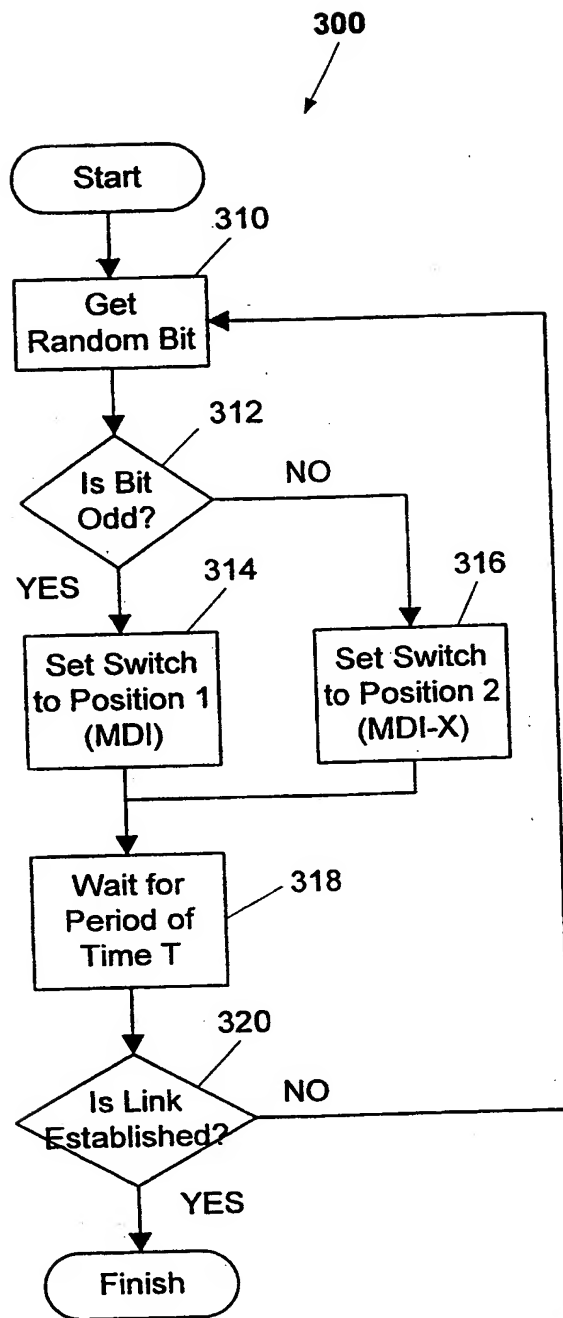 300
Start
310
Get
Random Bit
312
Is Bit
Odd?
NO
YES
314
316
Set Switch
to Position 1
(MDI)
Set Switch
to Position 2
(MDI-X)
Wait for
Period of
Time T
318
320
Is Link
Established?
NO
YES
Finish